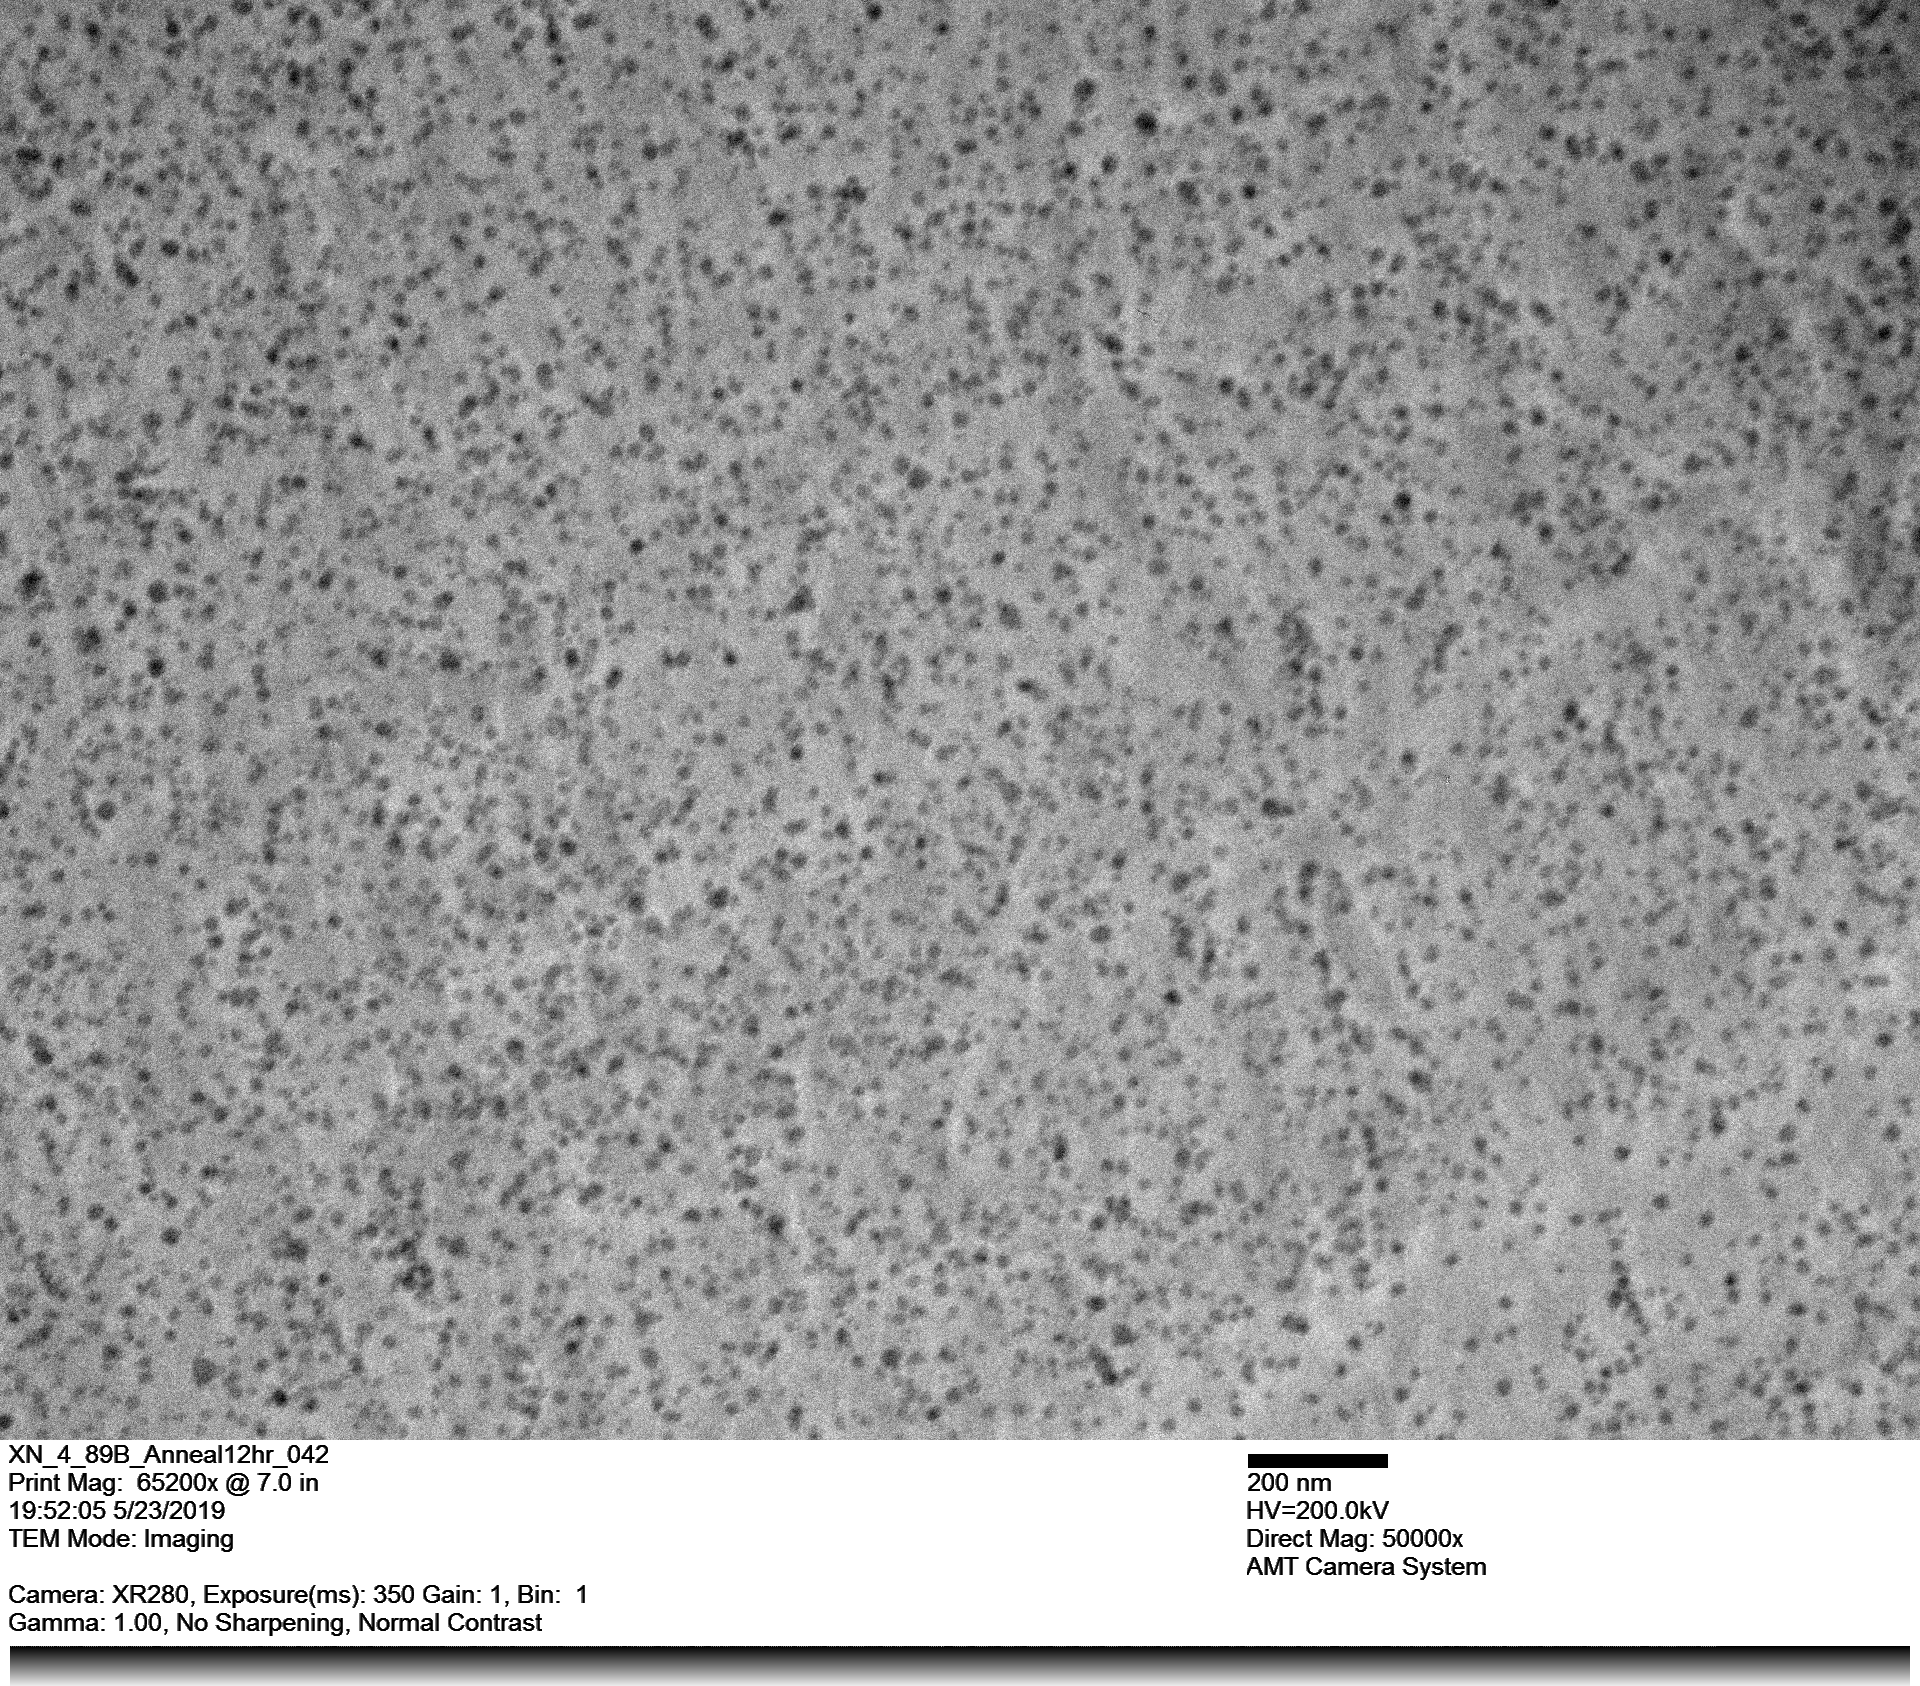 XN_4_89B_Anneal12hr_042
Print Mag:  65200x @ 7.0 in
19:52:05 5/23/2019
TEM Mode: Imaging
Camera: XR280, Exposure(ms): 350 Gain: 1, Bin:  1
Gamma: 1.00, No Sharpening, Normal Contrast
200 nm
HV=200.0kV
Direct Mag: 50000x
AMT Camera System